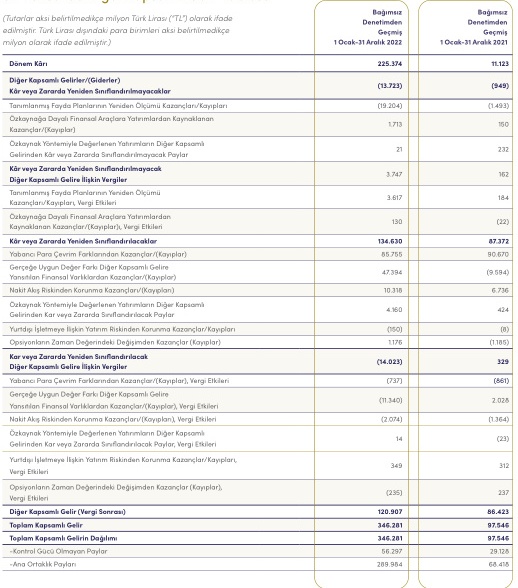 (Tutarlar aksi belirtilmedikçe milyon Türk Lirası ("TL") olarak ifade
edilmiştir. Türk Lirası dışındaki para birimleri aksi belirtilmedikçe
milyon olarak ifade edilmiştir.)
Bağımsız
Denetimden
Geçmiş
1 Ocak-31 Aralık 2022
Bağımsız
Denetimden
Geçmiş
1 Ocak-31 Aralık 2021
Dönem Kârı 225.374 11.123
Diğer Kapsamlı Gelirler/(Giderler)
Kâr veya Zararda Yeniden Sınıflandırılmayacaklar (13.723) (949)
Tanımlanmış Fayda Planlarının Yeniden Ölçümü Kazançları/Kayıpları (19.204) (1.493)
Özkaynağa Dayalı Finansal Araçlara Yatırımlardan Kaynaklanan
Kazançlar/(Kayıplar) 1.713 150
Özkaynak Yöntemiyle Değerlenen Yatırımların Diğer Kapsamlı
Gelirinden Kâr veya Zararda Sınıflandırılmayacak Paylar 21 232
Kâr veya Zararda Yeniden Sınıflandırılmayacak
Diğer Kapsamlı Gelire İlişkin Vergiler 3.747 162
Tanımlanmış Fayda Planlarının Yeniden Ölçümü
Kazançları/Kayıpları, Vergi Etkileri 3.617 184
Özkaynağa Dayalı Finansal Araçlara Yatırımlardan
Kaynaklanan Kazançlar/(Kayıplar), Vergi Etkileri 130 (22)
Kâr veya Zararda Yeniden Sınıflandırılacaklar 134.630 87.372
Yabancı Para Çevrim Farklarından Kazançlar/(Kayıplar) 85.755 90.670
Gerçeğe Uygun Değer Farkı Diğer Kapsamlı Gelire
Yansıtılan Finansal Varlıklardan Kazançlar/(Kayıplar) 47.394 (9.594)
Nakit Akış Riskinden Korunma Kazançları/(Kayıpları) 10.318 6.736
Özkaynak Yöntemiyle Değerlenen Yatırımların Diğer Kapsamlı
Gelirinden Kar veya Zararda Sınıflandırılacak Paylar 4.160 424
Yurtdışı İşletmeye İlişkin Yatırım Riskinden Korunma Kazançları/(Kayıpları) (150) (8)
Opsiyonların Zaman Değerindeki Değişimden Kazançlar (Kayıplar) 1.176 (1.185)
Kar veya Zararda Yeniden Sınıflandırılacak
Diğer Kapsamlı Gelire İlişkin Vergiler (14.023) 329
Yabancı Para Çevrim Farklarından Kazançlar/(Kayıplar), Vergi Etkileri (737) (861)
Gerçeğe Uygun Değer Farkı Diğer Kapsamlı Gelire
Yansıtılan Finansal Varlıklardan Kazançlar/(Kayıplar), Vergi Etkileri (11.340) 2.028
Nakit Akış Riskinden Korunma Kazançları/(Kayıpları), Vergi Etkileri (2.074) (1.364)
Özkaynak Yöntemiyle Değerlenen Yatırımların Diğer Kapsamlı
Gelirinden Kar veya Zararda Sınıflandırılacak Paylar, Vergi Etkileri 14 (23)
Yurtdışı İşletmeye İlişkin Yatırım Riskinden Korunma Kazançları/(Kayıpları),
Vergi Etkileri 349 312
Opsiyonların Zaman Değerindeki Değişimden Kazançlar (Kayıplar),
Vergi Etkileri (235) 237
Diğer Kapsamlı Gelir (Vergi Sonrası) 120.907 86.423
Toplam Kapsamlı Gelir 346.281 97.546
Toplam Kapsamlı Gelirin Dağılımı 346.281 97.546
-Kontrol Gücü Olmayan Paylar 56.297 29.128
-Ana Ortaklık Payları 289.984 68.418